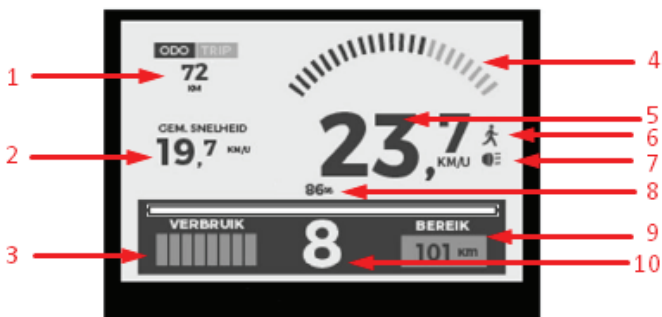 ODO TRIP
72
KM
1
4
5
GEM. SNELHEID
19,7 KM/U
2
23,7
KM/U
6
7
86%
8
VERBRUIK
8
BEREIK
101 KM
3
9
10